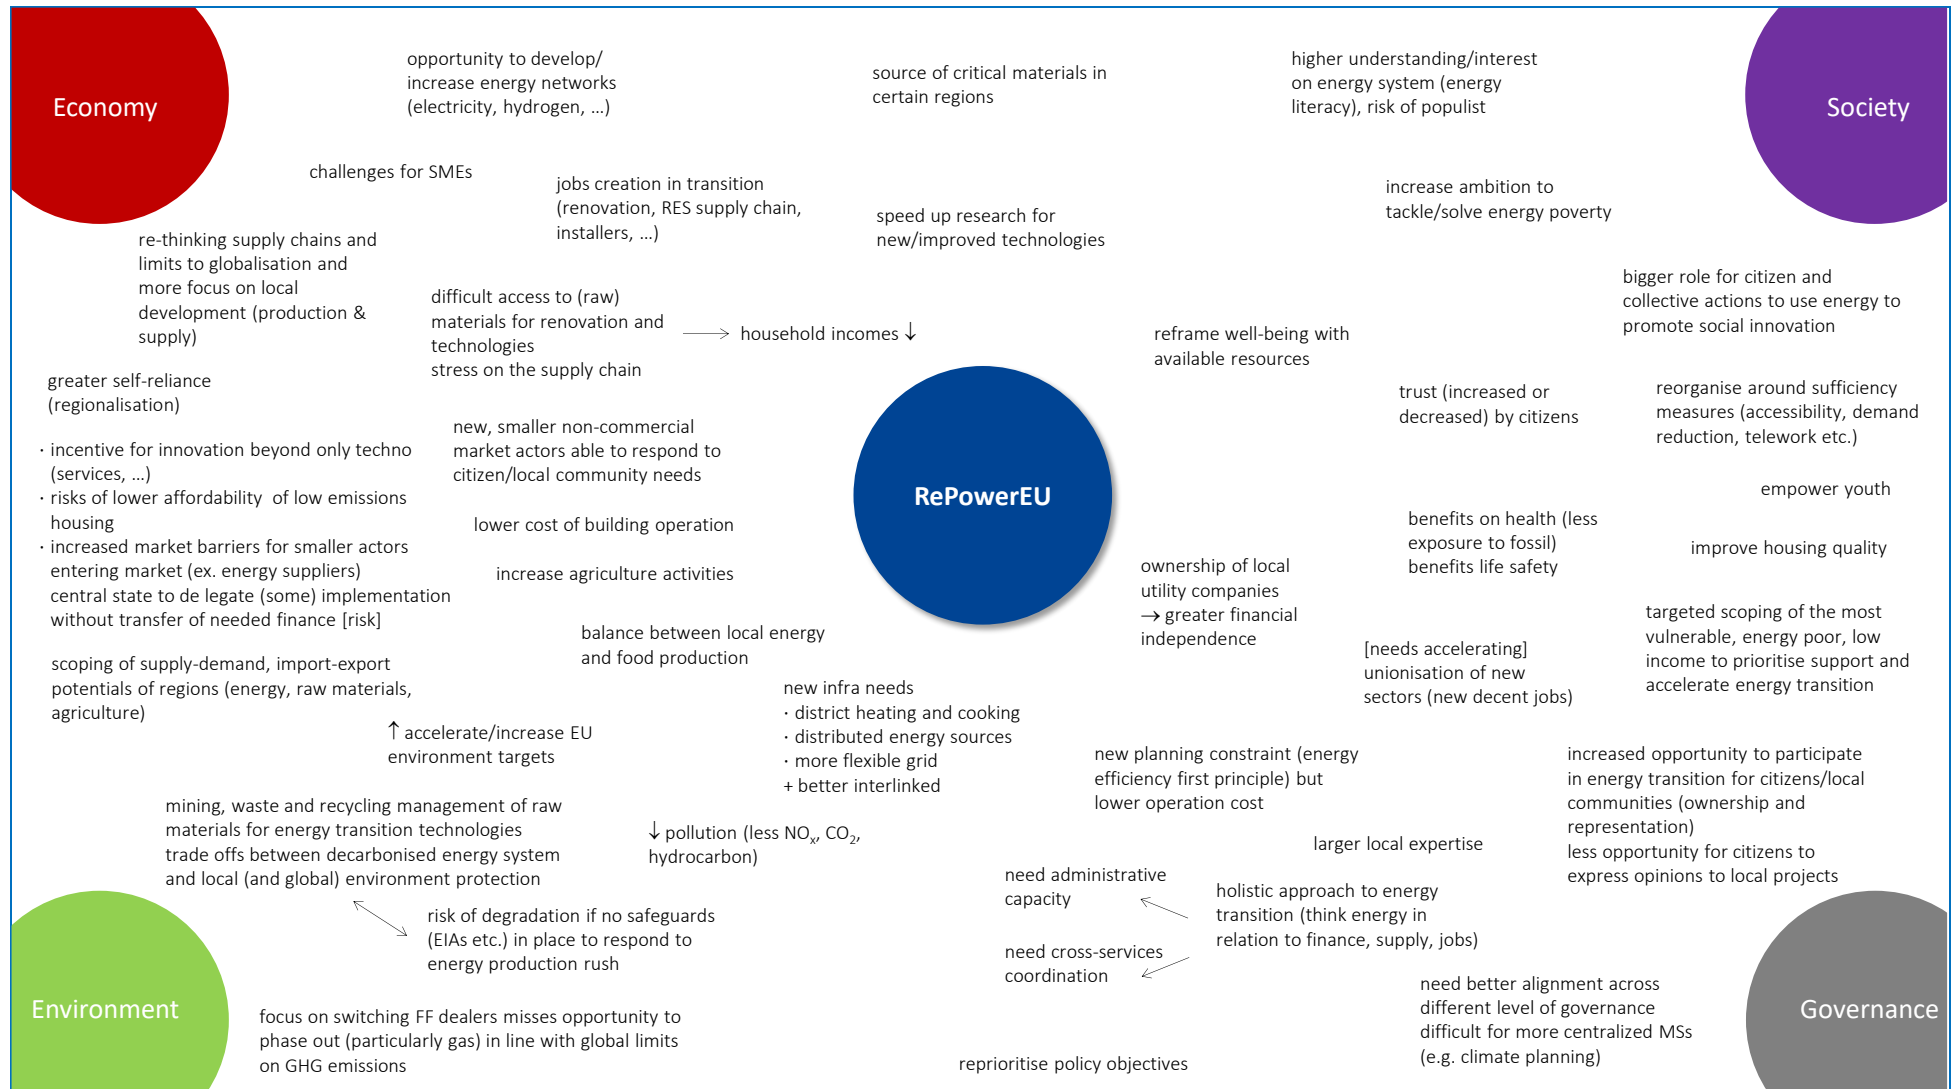 Economy
Society
opportunity to develop/
increase energy networks
(electricity, hydrogen, ...)
source of critical materials in
certain regions
higher understanding/interest
on energy system (energy
literacy), risk of populist
challenges for SMEs
jobs creation in transition
(renovation, RES supply chain,
installers, ...)
speed up research for
new/improved technologies
increase ambition to
tackle/solve energy poverty
re-thinking supply chains and
limits to globalisation and
more focus on local
development (production &
supply)
difficult access to (raw)
materials for renovation and
technologies
stress on the supply chain
→ household incomes ↓
reframe well-being with
available resources
bigger role for citizen and
collective actions to use energy to
promote social innovation
greater self-reliance
(regionalisation)
trust (increased or
decreased) by citizens
reorganise around sufficiency
measures (accessibility, demand
reduction, telework etc.)
· incentive for innovation beyond only techno
(services, ...)
· risks of lower affordability of low emissions
housing
· increased market barriers for smaller actors
entering market (ex. energy suppliers)
central state to de legate (some) implementation
without transfer of needed finance [risk]
new, smaller non-commercial
market actors able to respond to
citizen/local community needs
RePowerEU
empower youth
lower cost of building operation
benefits on health (less
exposure to fossil)
benefits life safety
improve housing quality
increase agriculture activities
ownership of local
utility companies
→ greater financial
independence
balance between local energy
and food production
[needs accelerating]
unionisation of new
sectors (new decent jobs)
targeted scoping of the most
vulnerable, energy poor, low
income to prioritise support and
accelerate energy transition
scoping of supply-demand, import-export
potentials of regions (energy, raw materials,
agriculture)
new infra needs
· district heating and cooking
· distributed energy sources
· more flexible grid
+ better interlinked
↑ accelerate/increase EU
environment targets
new planning constraint (energy
efficiency first principle) but
lower operation cost
increased opportunity to participate
in energy transition for citizens/local
communities (ownership and
representation)
less opportunity for citizens to
express opinions to local projects
mining, waste and recycling management of raw
materials for energy transition technologies
trade offs between decarbonised energy system
and local (and global) environment protection
↓ pollution (less NOx, CO2,
hydrocarbon)
larger local expertise
need administrative
capacity
holistic approach to energy
transition (think energy in
relation to finance, supply, jobs)
need cross-services
coordination
risk of degradation if no safeguards
(EIAs etc.) in place to respond to
energy production rush
need better alignment across
different level of governance
difficult for more centralized MSs
(e.g. climate planning)
Environment
focus on switching FF dealers misses opportunity to
phase out (particularly gas) in line with global limits
on GHG emissions
reprioritise policy objectives
Governance